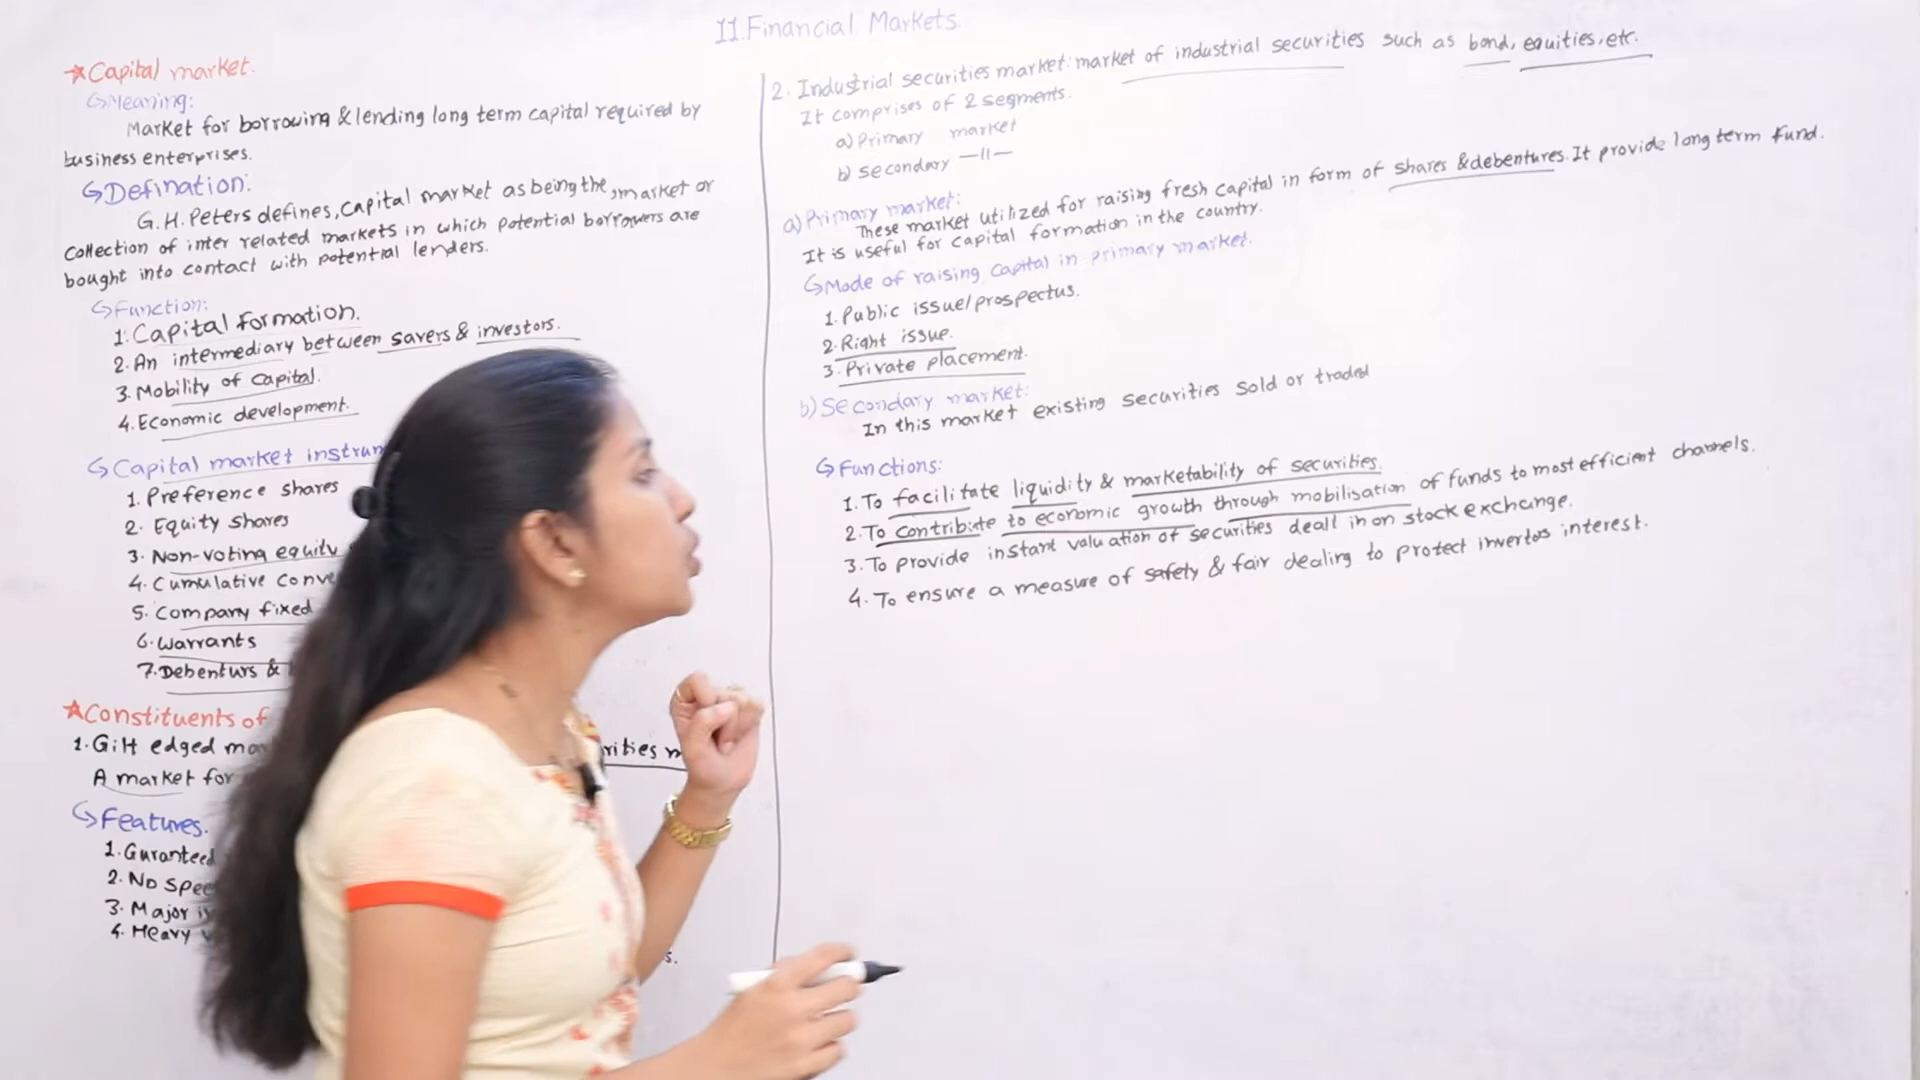 II. Financial Markets
☆Capital market.
↳Meaning:
Market for borrowing & lending long term capital required by
business enterprises.
↳Defination:
G.H. Peters defines, capital market as being the market or
collection of inter related markets in which potential borrowers are
bought into contact with potential lenders.
↳Function:
1. Capital formation.
2. An intermediary between savers & investors.
3. Mobility of Capital.
4. Economic development.
↳ Capital market
1. Preference shares
2. Equity shares
3. Non-voting equity
4. Cumulative
5. Company fixed
6. Warrants
7. Debenturs &
☆Constituents of
1. Gilt edged
A market for
↳Features.
1. Guranteed
2. No
3. Major
4. Heavy
2. Industrial securities market: market of industrial securities such as bond, equities, etc.
It comprises of 2 segments.
a) Primary market
b) secondary —11—
a) Primary market:
These market utilized for raising fresh capital in form of shares & debentures. It provide long term fund.
It is useful for capital formation in the country.
↳Mode of raising capital in primary market.
1. Public issue/prospectus.
2. Right issue.
3. Private placement.
b) Secondary market:
In this market existing securities sold or traded
↳ Functions:
1. To facilitate liquidity & marketability of securities.
2. To contribute to economic growth through mobilisation of funds to most efficient channels.
3. To provide instant valuation of securities dealt in on stock exchange.
4. To ensure a measure of safety & fair dealing to protect invertos interest.